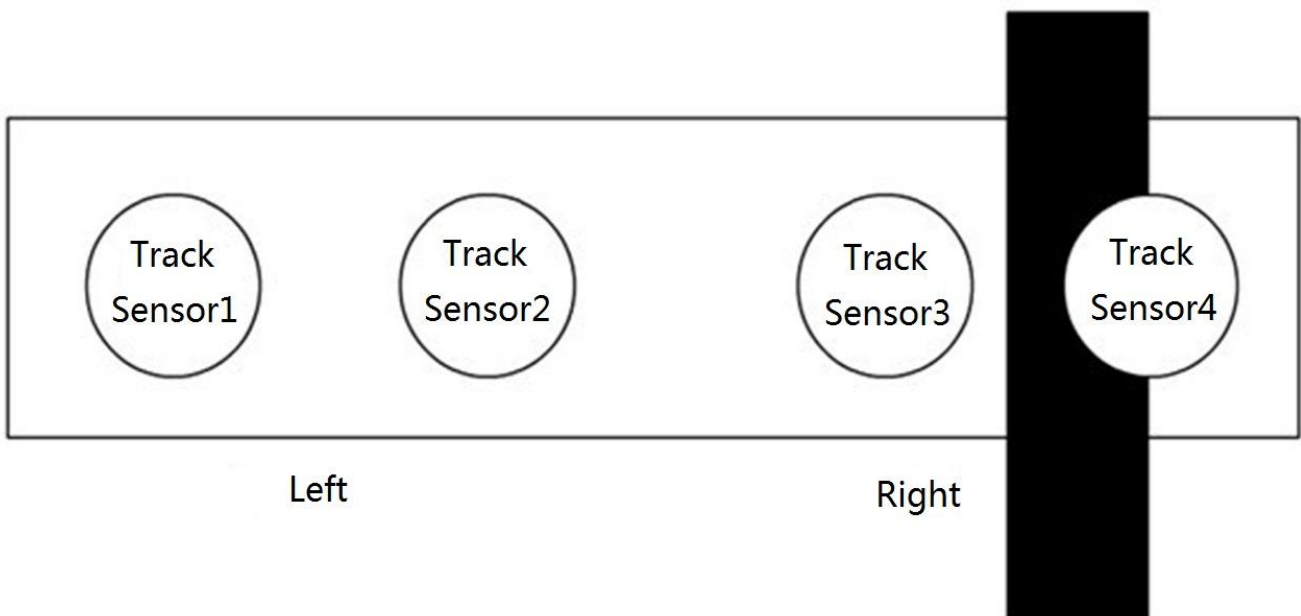 Track
Sensor1
Track
Sensor2
Track
Sensor3
Track
Sensor4
Left
Right